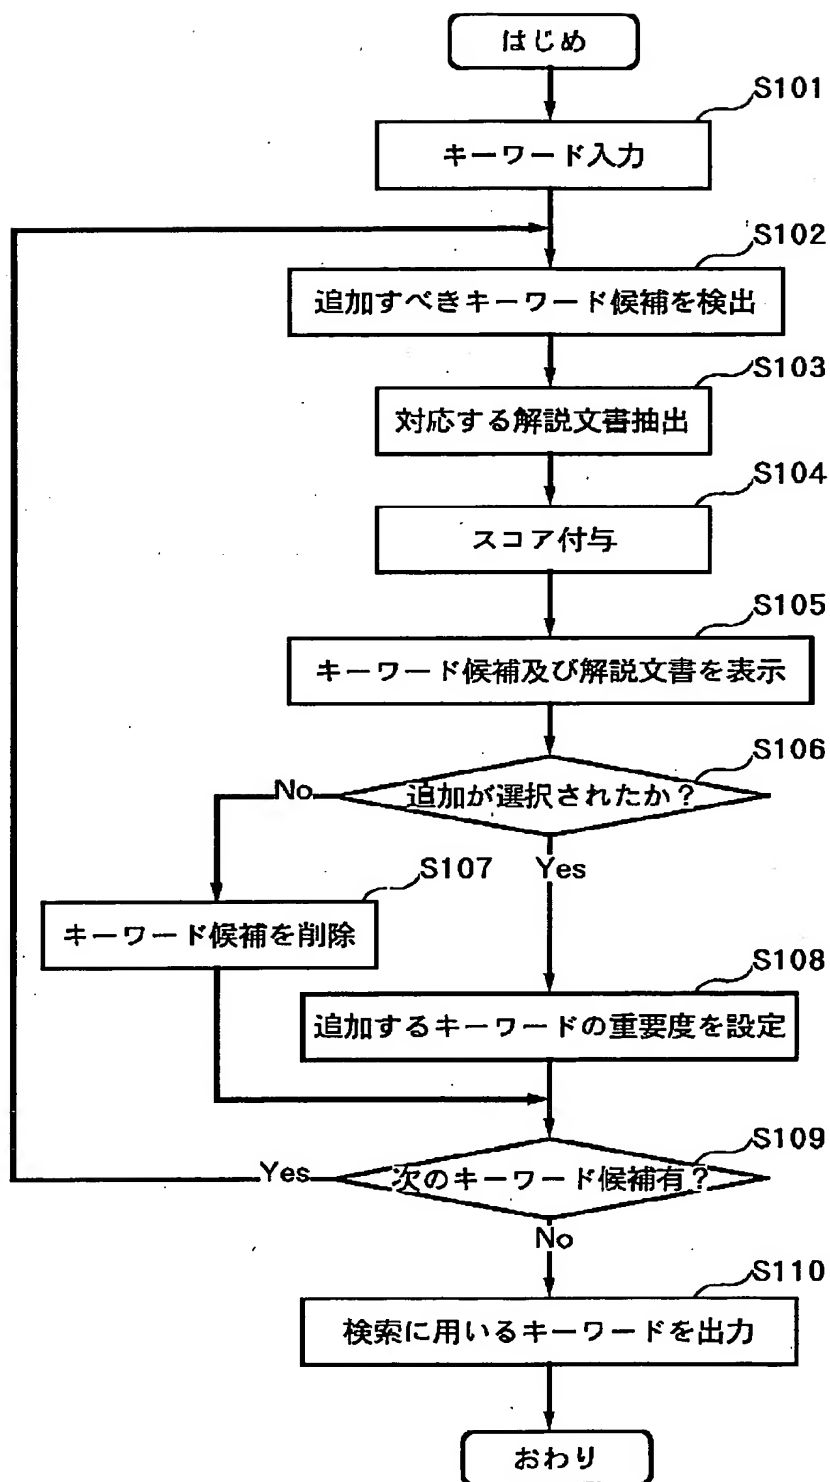 はじめ
S101
キーワード入力
S102
追加すべきキーワード候補を検出
S103
対応する解説文書抽出
S104
スコア付与
S105
キーワード候補及び解説文書を表示
S106
追加が選択されたか?
No
Yes
S107
キーワード候補を削除
S108
追加するキーワードの重要度を設定
S109
次のキーワード候補有?
Yes
No
S110
検索に用いるキーワードを出力
おわり